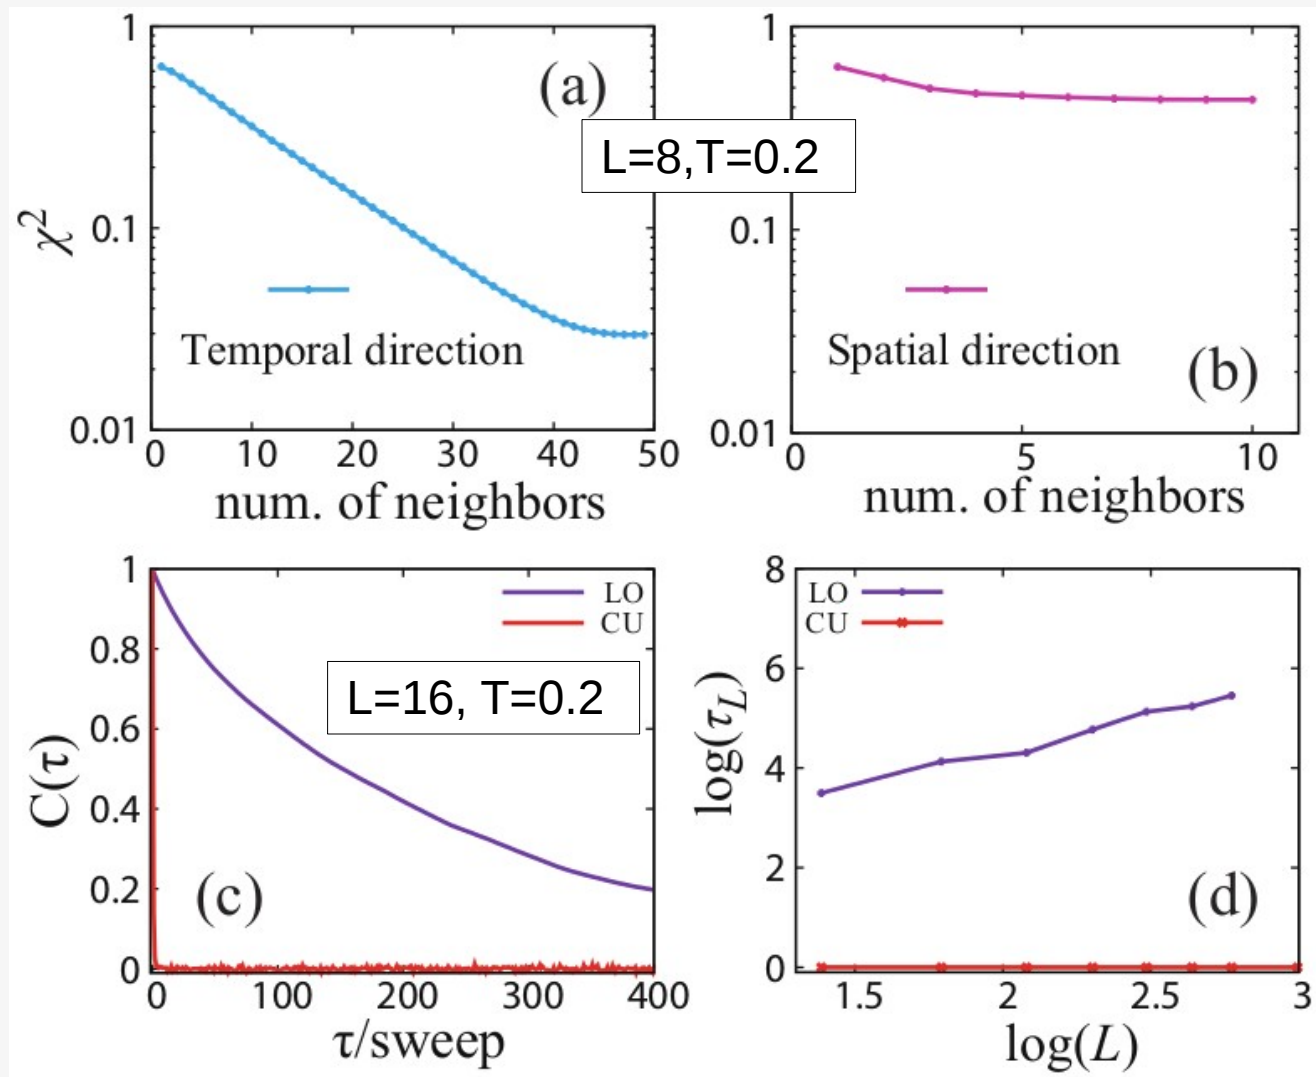 1
0.1
0.01
χ²
0 10 20 30 40 50
num. of neighbors
(a)
Temporal direction
L=8,T=0.2
1
0.1
0.01
0 5 10
num. of neighbors
Spatial direction
(b)
1
0.8
0.6
0.4
0.2
0
C(τ)
0 100 200 300 400
τ/sweep
LO
CU
L=16, T=0.2
(c)
8
6
4
2
0
log(τ_L)
1.5 2 2.5 3
log(L)
LO
CU
(d)